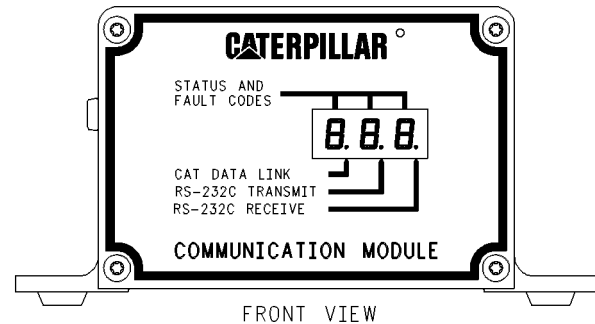 CATERPILLAR
STATUS AND
FAULT CODES
8.8.8.
CAT DATA LINK
RS-232C TRANSMIT
RS-232C RECEIVE
COMMUNICATION MODULE
FRONT VIEW